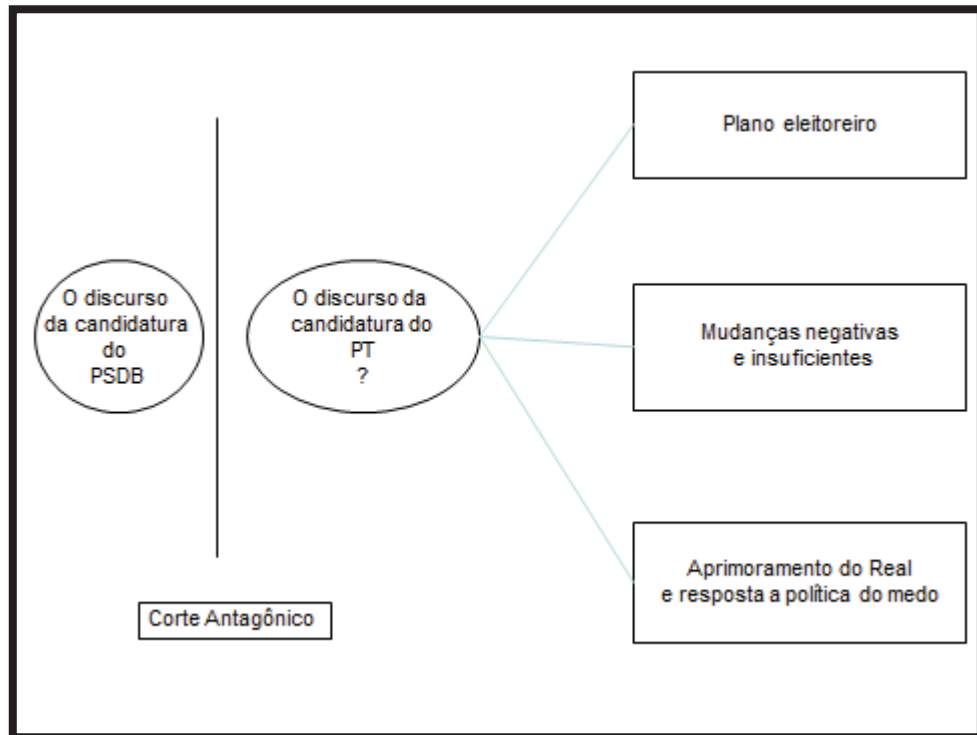 Plano eleitoreiro
O discurso
da candidatura
do
PSDB
O discurso da
candidatura do
PT
?
Mudanças negativas
e insuficientes
Aprimoramento do Real
e resposta a política do medo
Corte Antagônico